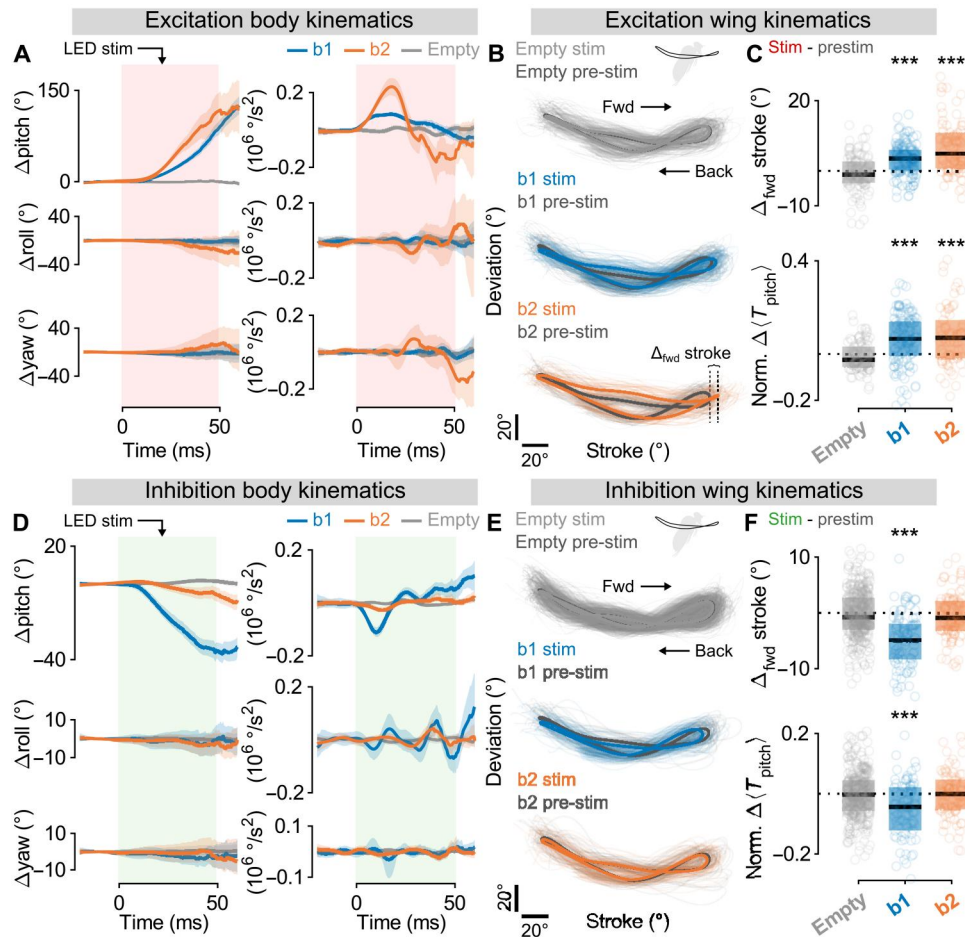 Excitation body kinematics
Excitation wing kinematics
A
LED stim
b1 b2 Empty
150
0
Δpitch (°)
0.2
−0.2
(10⁶ °/s²)
40
−40
Δroll (°)
0.2
−0.2
(10⁶ °/s²)
40
−40
Δyaw (°)
0.2
−0.2
(10⁶ °/s²)
0 50
Time (ms)
0 50
Time (ms)
B
Empty stim
Empty pre-stim
Fwd
Back
b1 stim
b1 pre-stim
b2 stim
b2 pre-stim
Δfwd stroke
Deviation (°)
20°
20°
Stroke (°)
C
Stim - prestim
*** ***
20
−10
Δfwd stroke (°)
*** ***
0.4
−0.2
Norm. Δ⟨Tpitch⟩
Empty b1 b2
Inhibition body kinematics
Inhibition wing kinematics
D
LED stim
b1 b2 Empty
20
−40
Δpitch (°)
0.2
−0.2
(10⁶ °/s²)
10
−10
Δroll (°)
0.2
−0.2
(10⁶ °/s²)
10
−10
Δyaw (°)
0.1
−0.1
(10⁶ °/s²)
0 50
Time (ms)
0 50
Time (ms)
E
Empty stim
Empty pre-stim
Fwd
Back
b1 stim
b1 pre-stim
b2 stim
b2 pre-stim
Deviation (°)
20°
20°
Stroke (°)
F
Stim - prestim
***
10
−10
Δfwd stroke (°)
***
0.2
−0.2
Norm. Δ⟨Tpitch⟩
Empty b1 b2